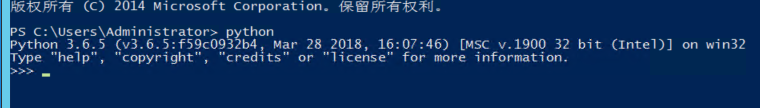 版权所有 (C) 2014 Microsoft Corporation。保留所有权利。
PS C:\Users\Administrator> python
Python 3.6.5 (v3.6.5:f59c0932b4, Mar 28 2018, 16:07:46) [MSC v.1900 32 bit (Intel)] on win32
Type "help", "copyright", "credits" or "license" for more information.
>>> _